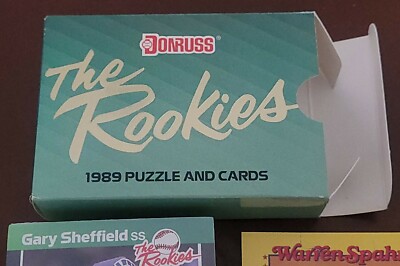 DONRUSS
The
Rookies
1989 PUZZLE AND CARDS
Gary Sheffield SS
The
Rookies
Warren Spahn